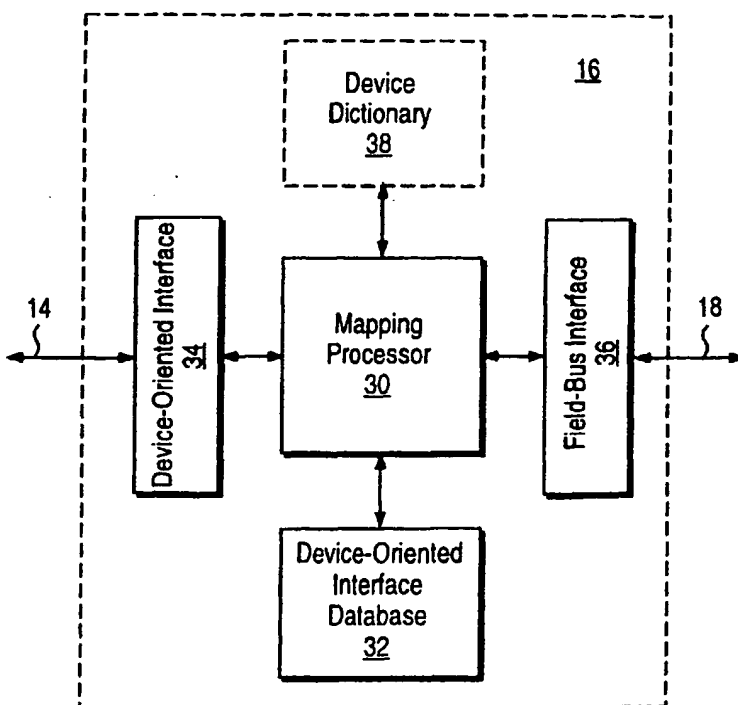 16
Device
Dictionary
38
14
Device-Oriented Interface
34
Mapping
Processor
30
Field-Bus Interface
36
18
Device-Oriented
Interface
Database
32